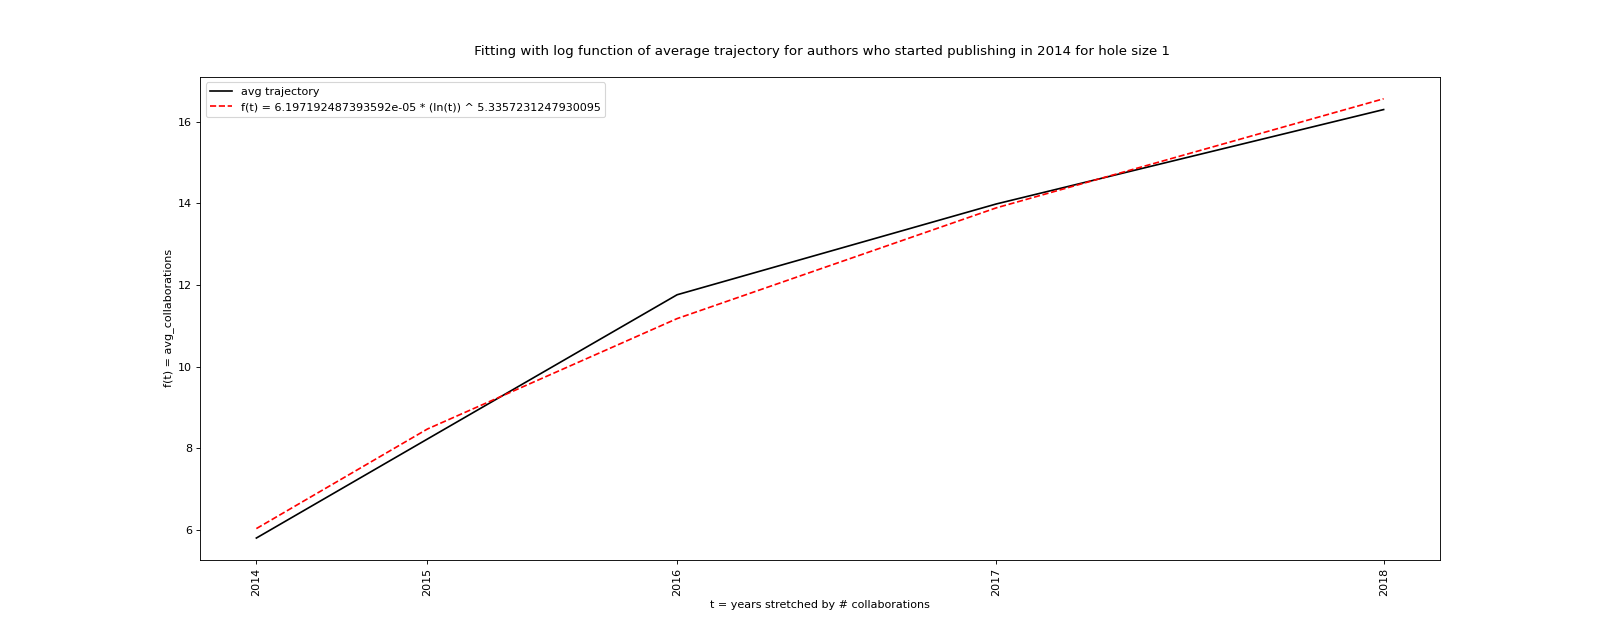 Fitting with log function of average trajectory for authors who started publishing in 2014 for hole size 1
avg trajectory
f(t) = 6.197192487393592e-05 * (ln(t)) ^ 5.3357231247930095
16
14
12
10
8
6
f(t) = avg_collaborations
2014
2015
2016
2017
2018
t = years stretched by # collaborations